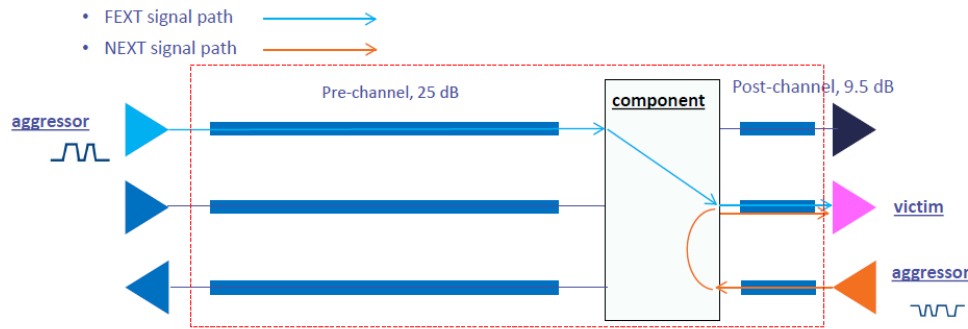 • FEXT signal path
• NEXT signal path
Pre-channel, 25 dB
component
Post-channel, 9.5 dB
aggressor
victim
aggressor